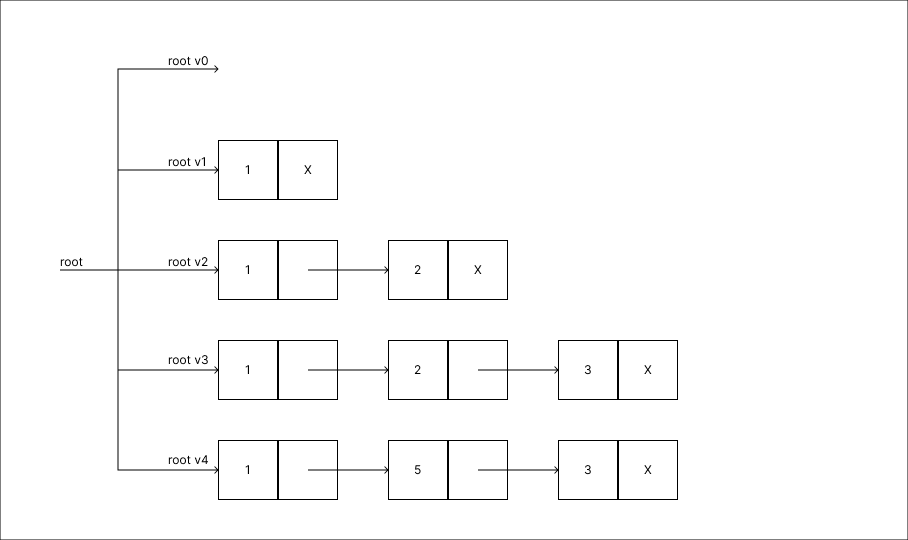 root v0
root v1
1 X
root
root v2
1 2 X
root v3
1 2 3 X
root v4
1 5 3 X